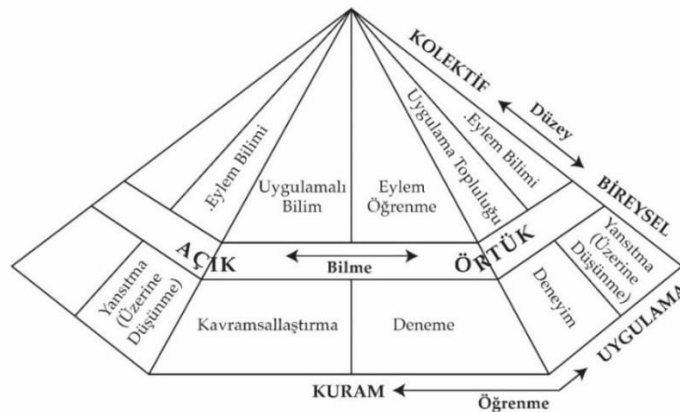 KOLEKTİF
Düzey
BİREYSEL
.Eylem Bilimi
Uygulamalı
Bilim
Eylem
Öğrenme
Uygulama Topluluğu
.Eylem Bilimi
AÇIK
Bilme
ÖRTÜK
Yansıtma
(Üzerine
Düşünme)
Kavramsallaştırma
Deneme
Deneyim
Yansıtma
(Üzerine
Düşünme)
UYGULAMA
KURAM
Öğrenme